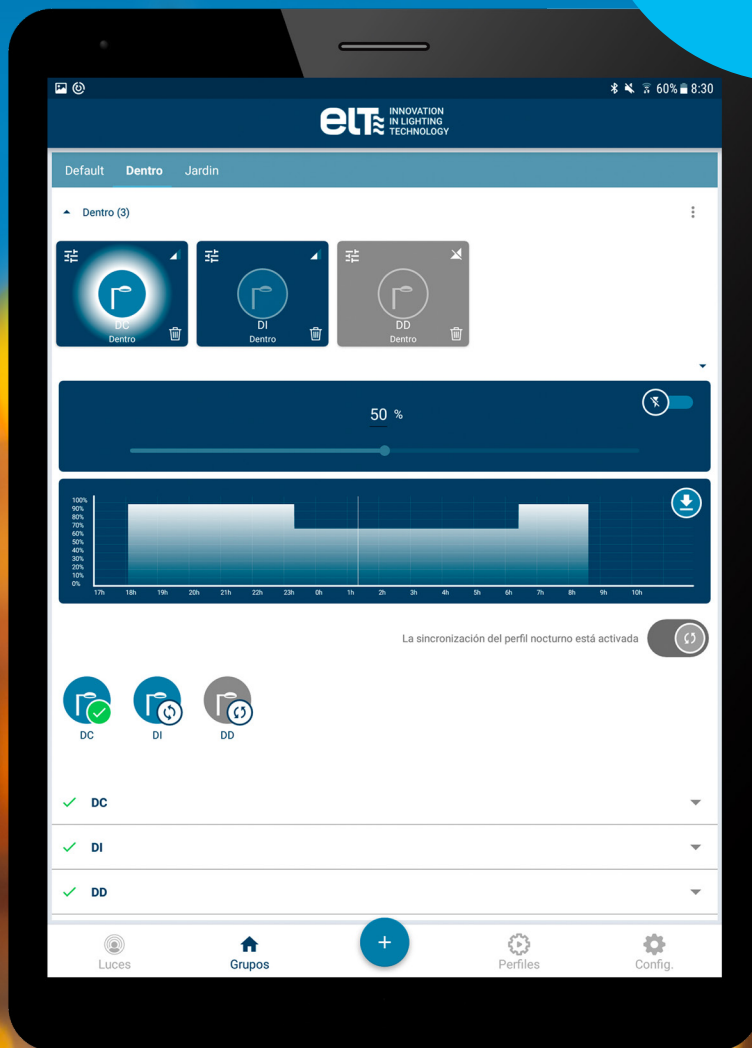 60% 8:30
eLT INNOVATION
IN LIGHTING
TECHNOLOGY
Default Dentro Jardin
Dentro (3)
DC
Dentro
DI
Dentro
DD
Dentro
50 %
100%
90%
80%
70%
60%
50%
40%
30%
20%
10%
0%
17h 18h 19h 20h 21h 22h 23h 0h 1h 2h 3h 4h 5h 6h 7h 8h 9h 10h
La sincronización del perfil nocturno está activada
DC DI DD
DC
DI
DD
Luces Grupos + Perfiles Config.